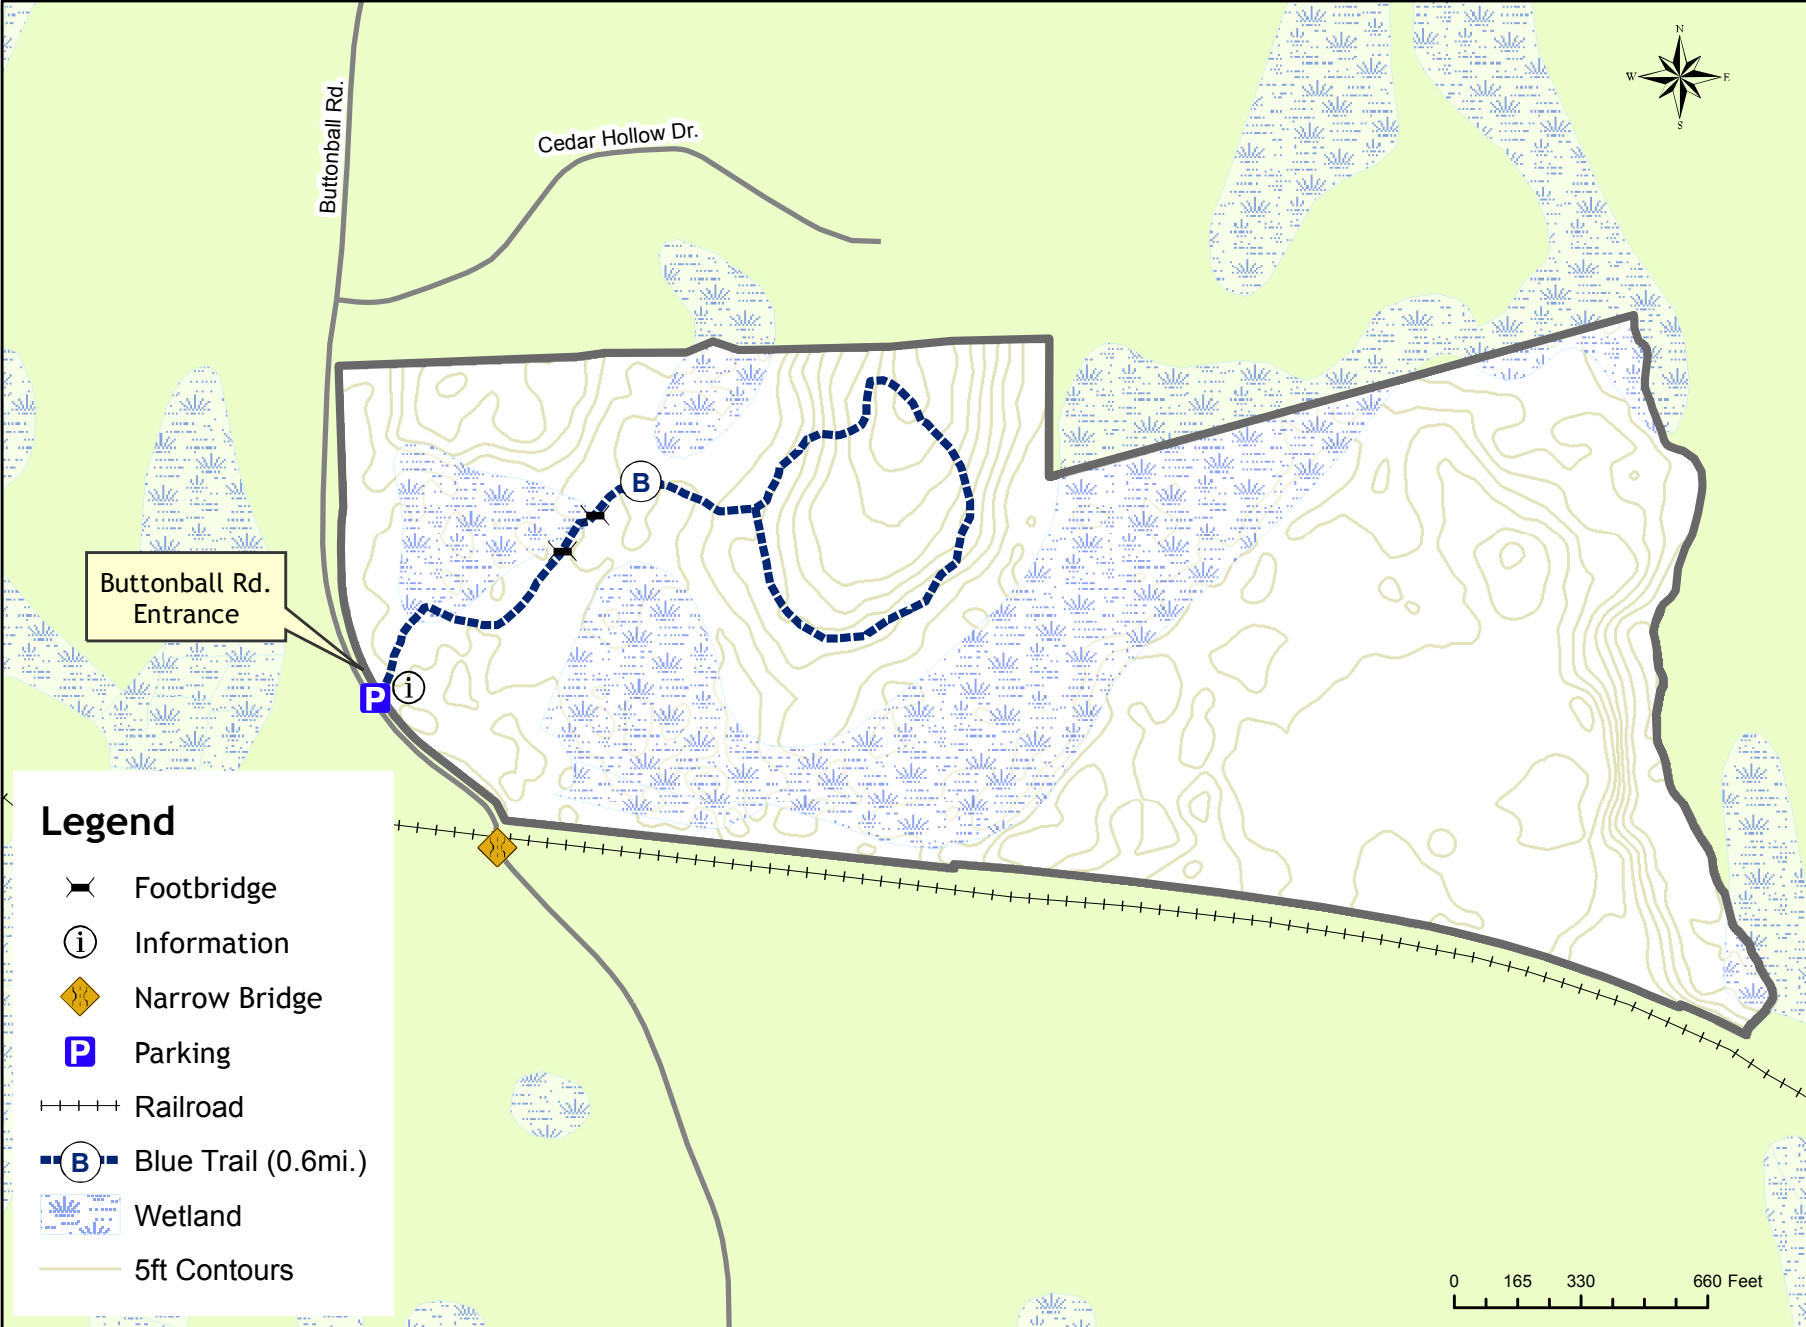 N
W
E
S
Buttonball Rd.
Cedar Hollow Dr.
B
Buttonball Rd.
Entrance
P
i
Legend
Footbridge
i Information
Narrow Bridge
P Parking
Railroad
B Blue Trail (0.6mi.)
Wetland
5ft Contours
0 165 330 660 Feet